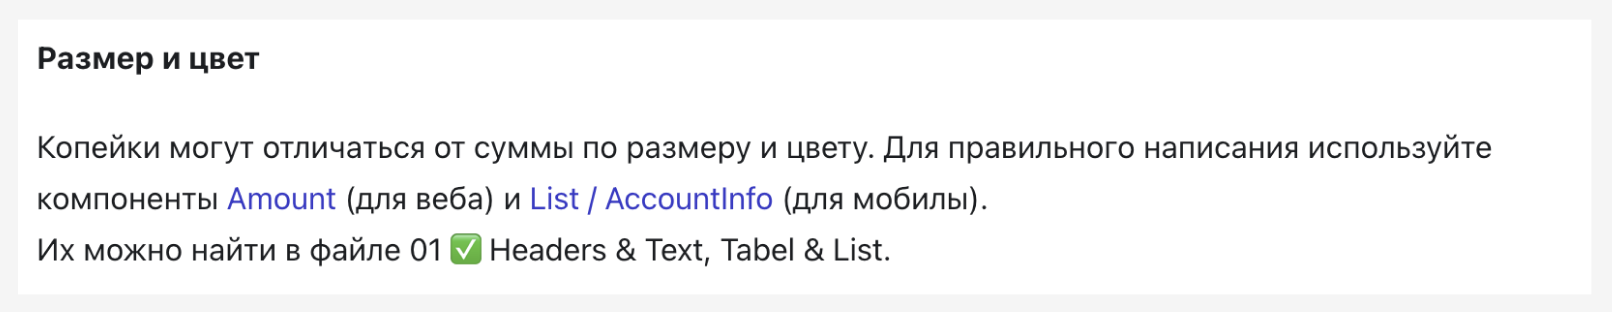 Размер и цвет
Копейки могут отличаться от суммы по размеру и цвету. Для правильного написания используйте
компоненты Amount (для веба) и List / AccountInfo (для мобилы).
Их можно найти в файле 01 ✅ Headers & Text, Tabel & List.